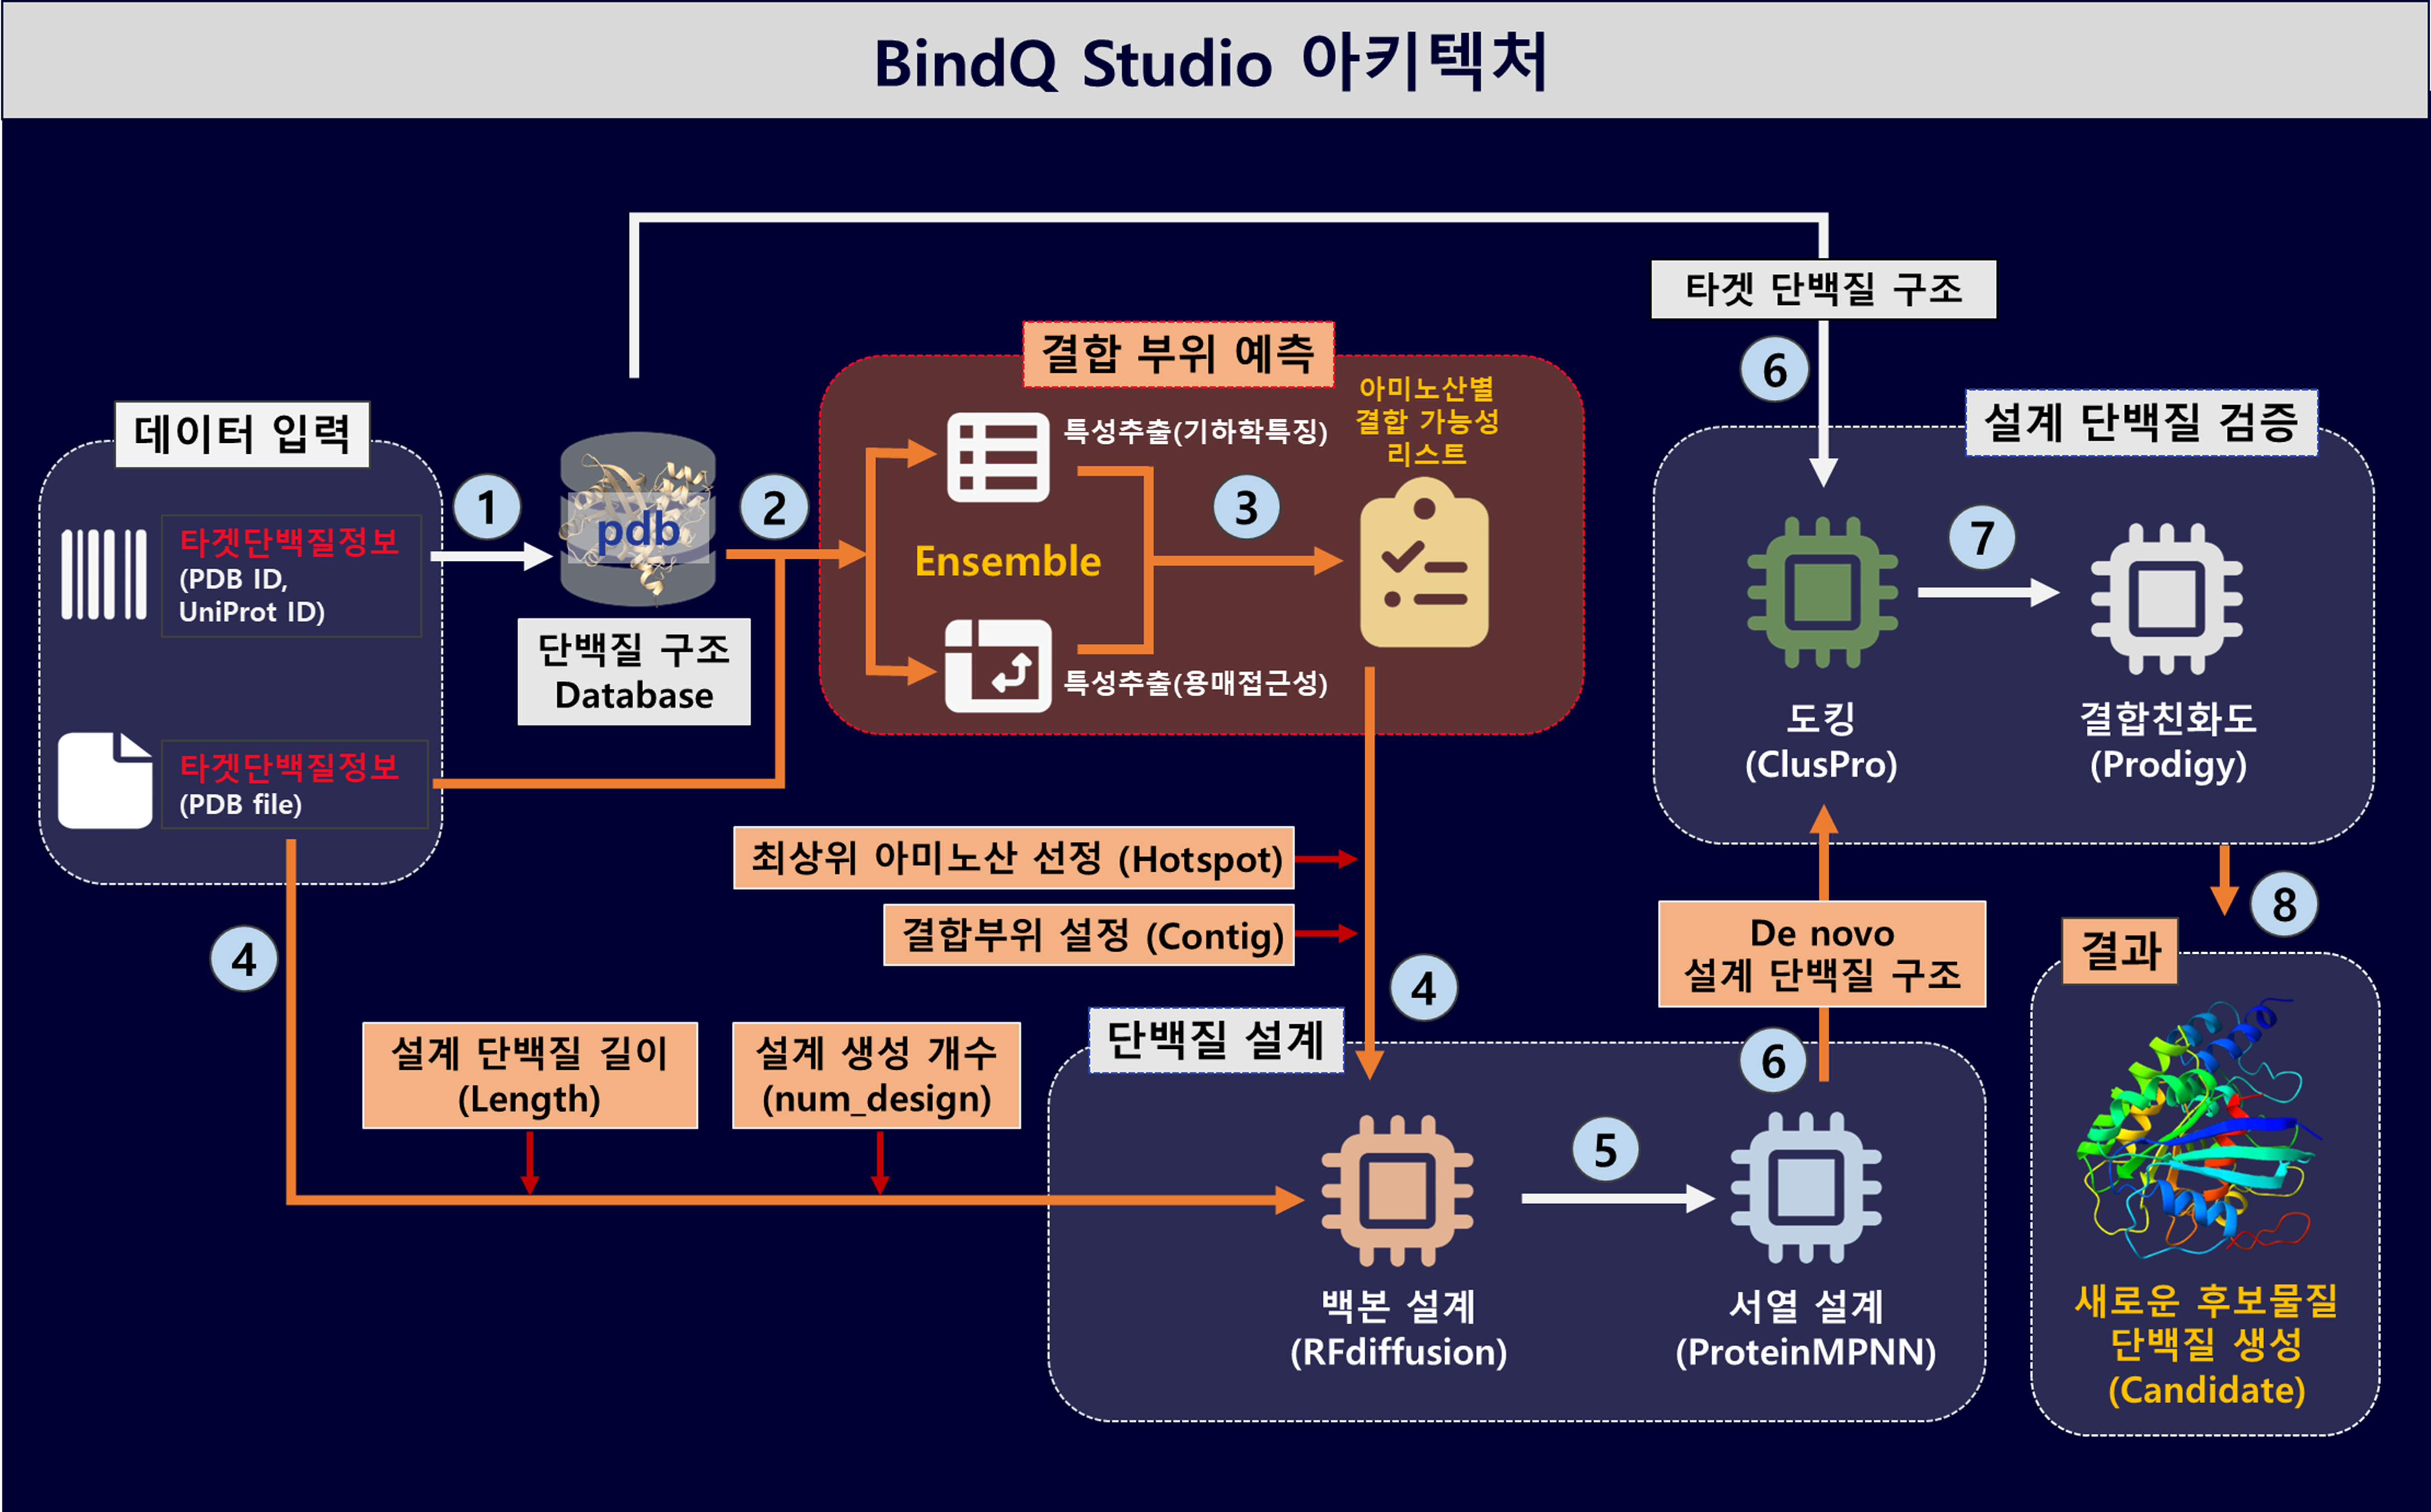 BindQ Studio 아키텍처
데이터 입력
타겟단백질정보
(PDB ID,
UniProt ID)
타겟단백질정보
(PDB file)
1
pdb
단백질 구조
Database
2
결합 부위 예측
특성추출(기하학특징)
Ensemble
특성추출(용매접근성)
3
아미노산별
결합 가능성
리스트
최상위 아미노산 선정 (Hotspot)
결합부위 설정 (Contig)
4
4
설계 단백질 길이
(Length)
설계 생성 개수
(num_design)
단백질 설계
백본 설계
(RFdiffusion)
5
서열 설계
(ProteinMPNN)
6
De novo
설계 단백질 구조
타겟 단백질 구조
6
설계 단백질 검증
도킹
(ClusPro)
7
결합친화도
(Prodigy)
8
결과
새로운 후보물질
단백질 생성
(Candidate)